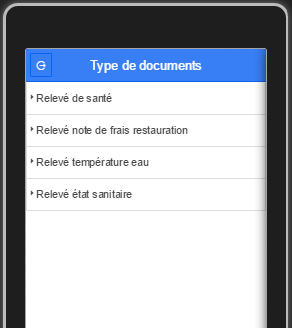 Type de documents
Relevé de santé
Relevé note de frais restauration
Relevé température eau
Relevé état sanitaire